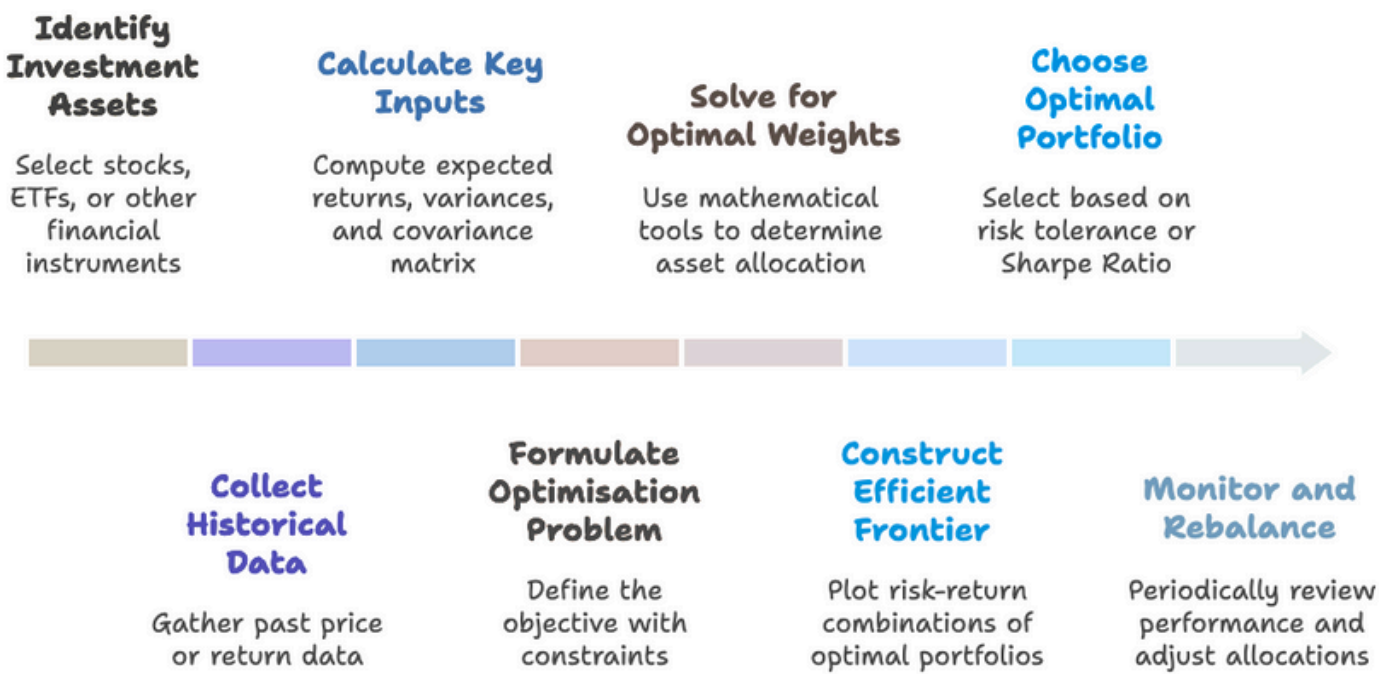 Identify
Investment
Assets
Select stocks,
ETFs, or other
financial
instruments
Collect
Historical
Data
Gather past price
or return data
Calculate Key
Inputs
Compute expected
returns, variances,
and covariance
matrix
Formulate
Optimisation
Problem
Define the
objective with
constraints
Solve for
Optimal Weights
Use mathematical
tools to determine
asset allocation
Construct
Efficient
Frontier
Plot risk-return
combinations of
optimal portfolios
Choose
Optimal
Portfolio
Select based on
risk tolerance or
Sharpe Ratio
Monitor and
Rebalance
Periodically review
performance and
adjust allocations